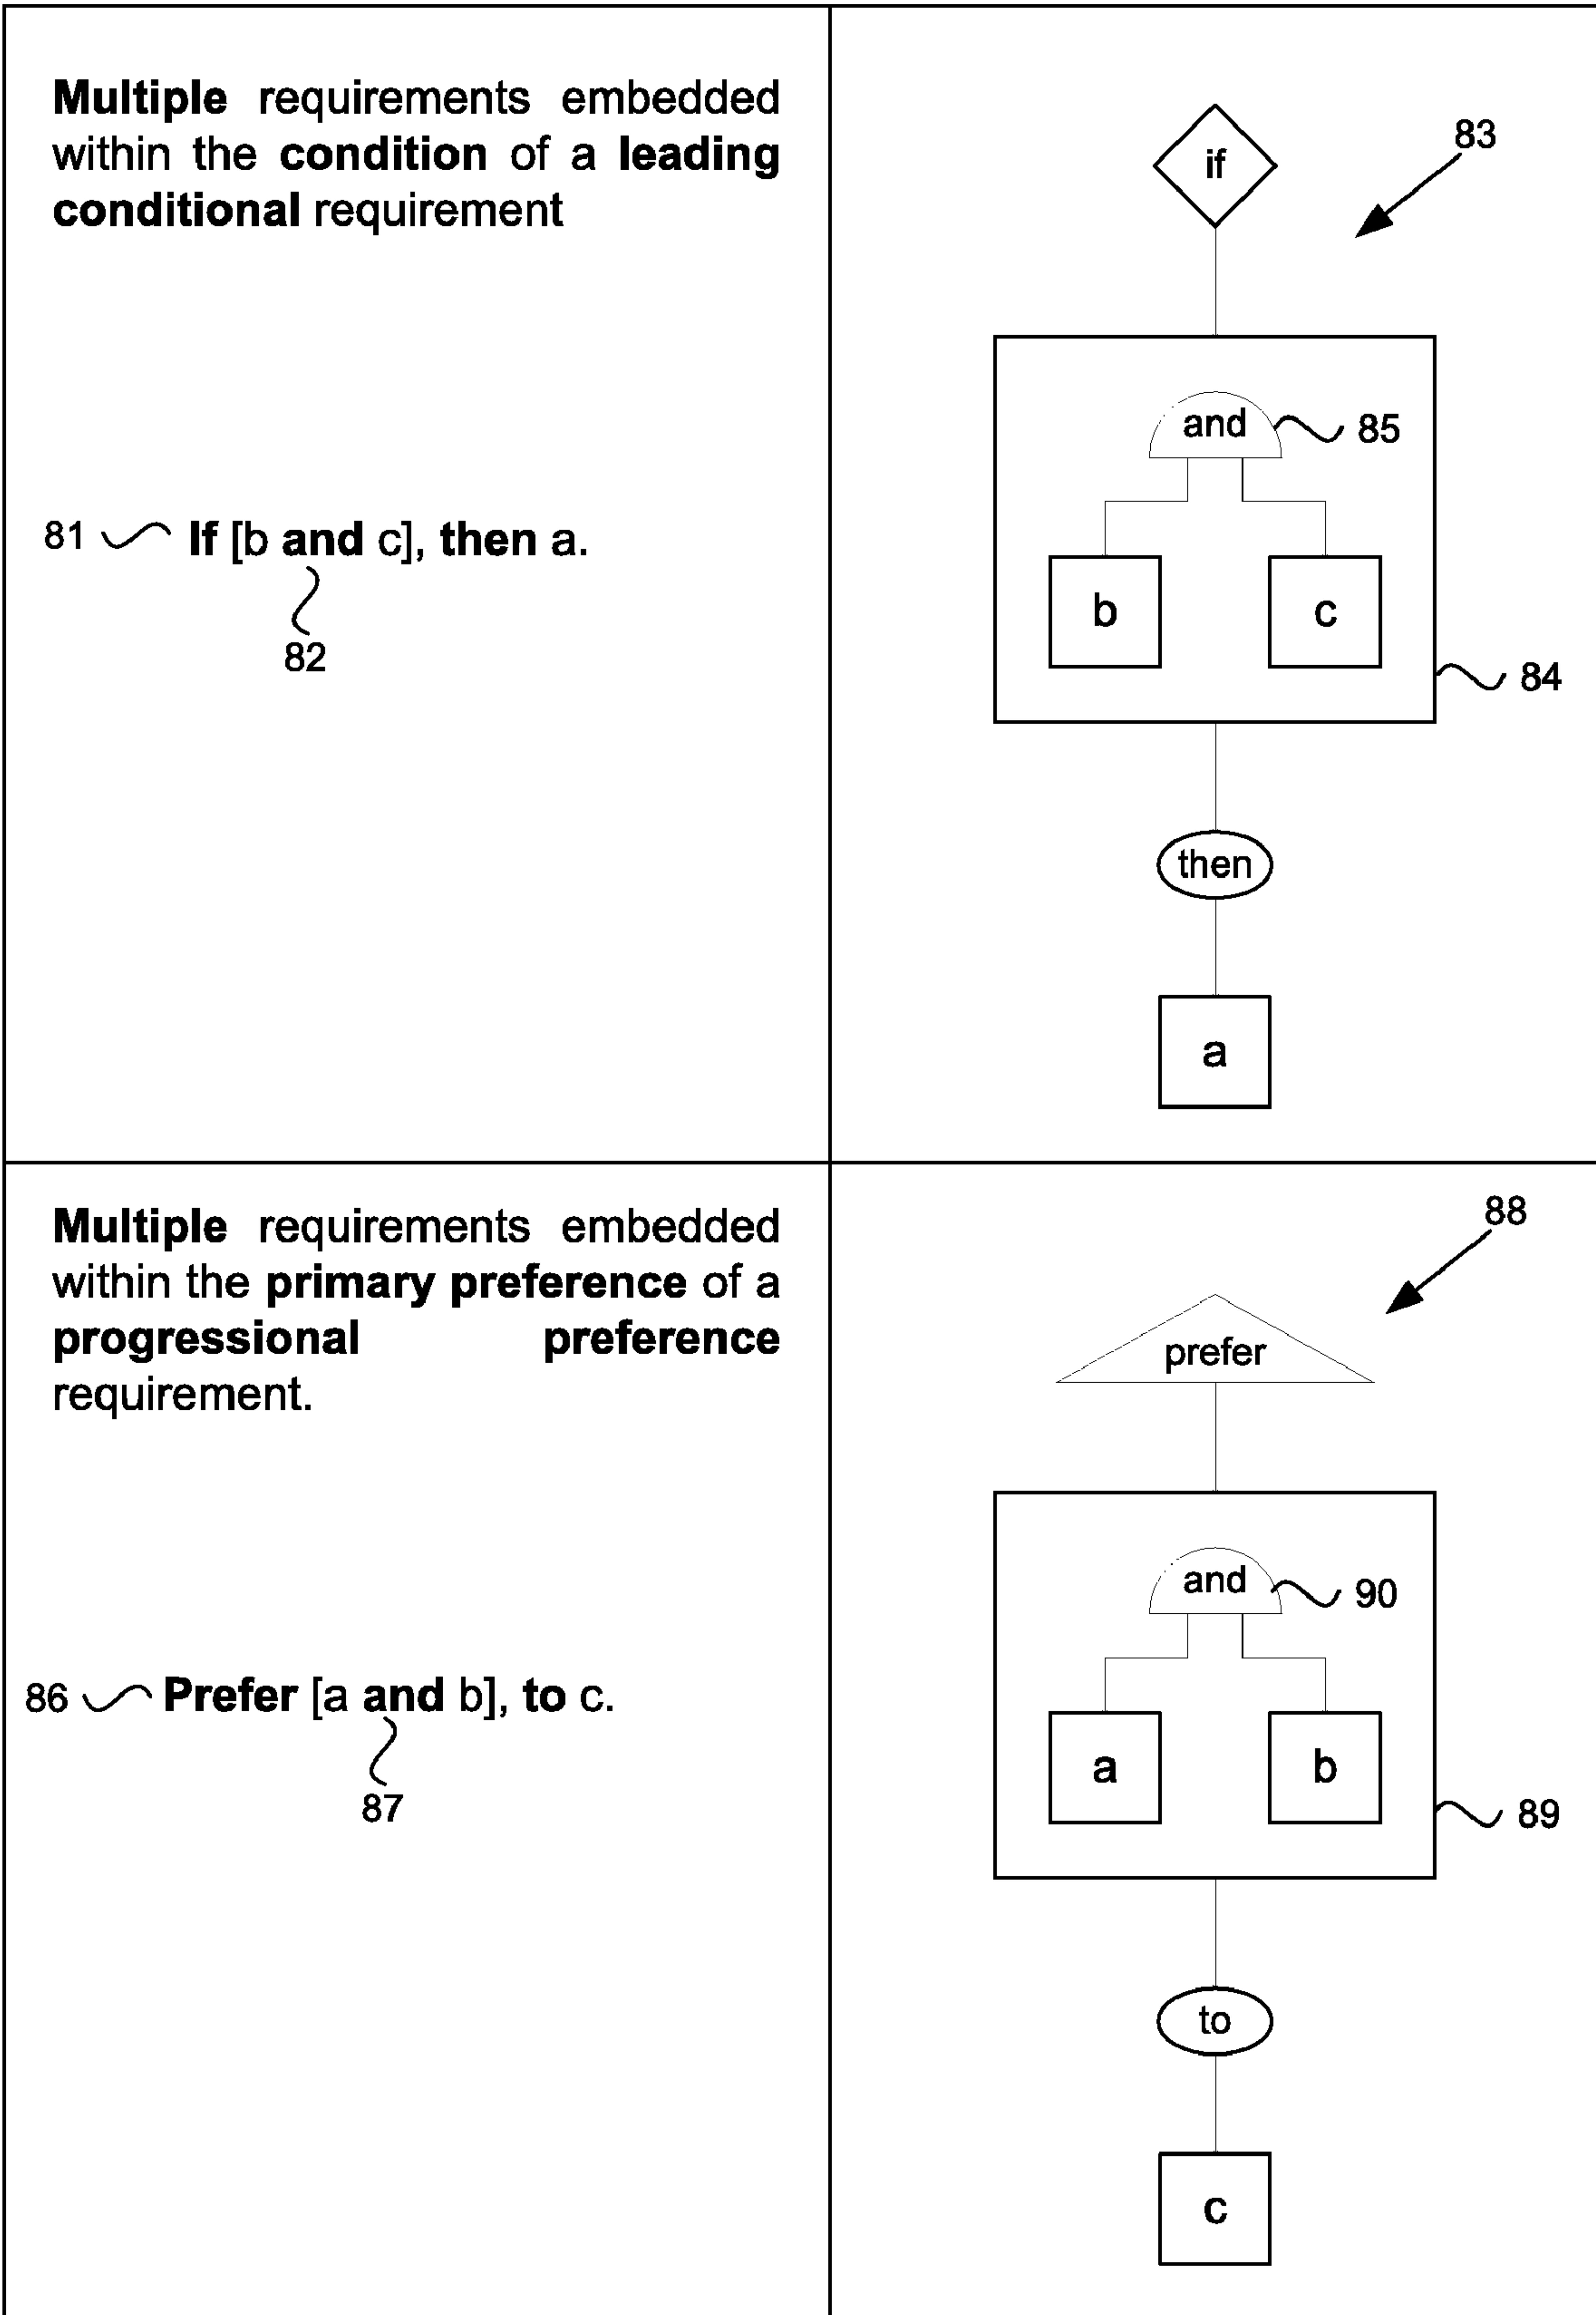 Multiple requirements embedded
within the condition of a leading
conditional requirement
81 If [b and c], then a.
82
83
if
and 85
b c
84
then
a
Multiple requirements embedded
within the primary preference of a
progressional preference
requirement.
86 Prefer [a and b], to c.
87
88
prefer
and 90
a b
89
to
c